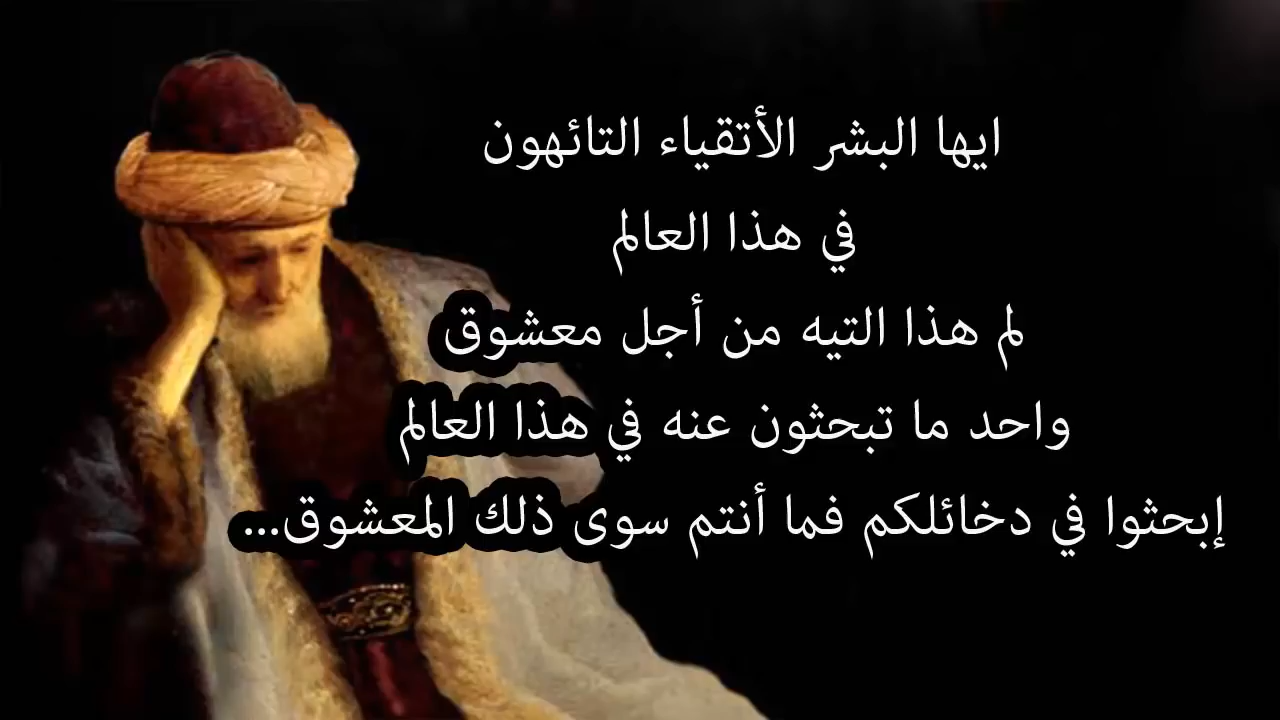 ايها البشر الأتقياء التائهون
في هذا العالم
لم هذا التيه من أجل معشوق
واحد ما تبحثون عنه في هذا العالم
إبحثوا في دخائلكم فما أنتم سوى ذلك المعشوق...